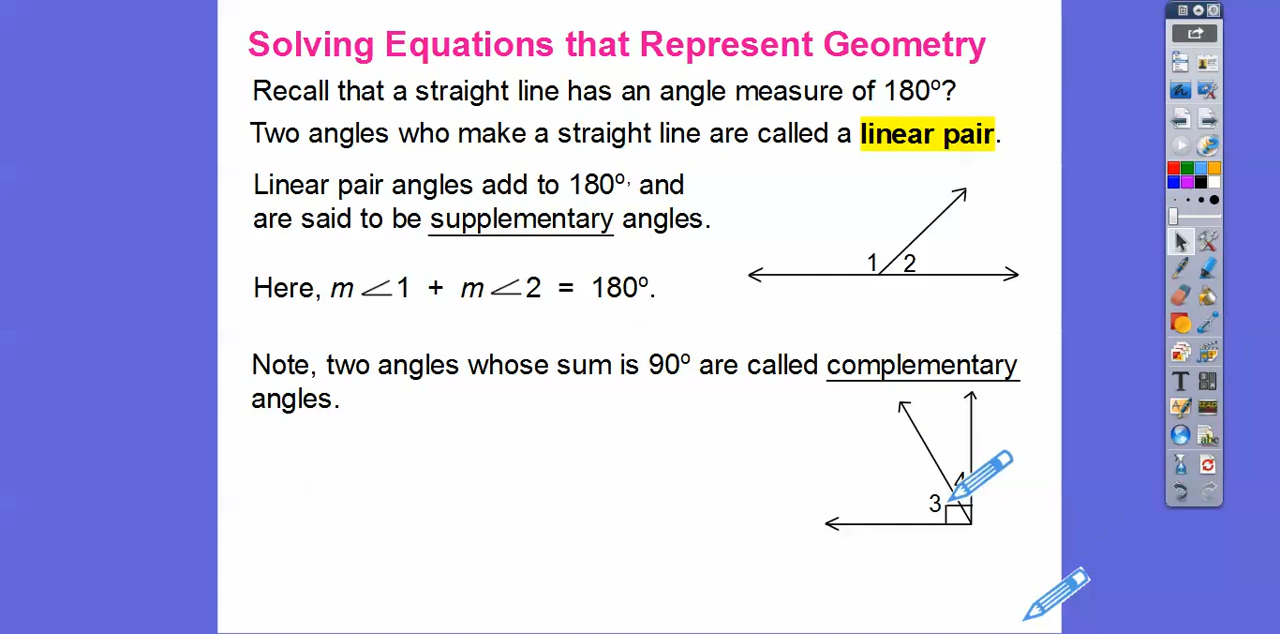 Solving Equations that Represent Geometry
Recall that a straight line has an angle measure of 180º?
Two angles who make a straight line are called a linear pair.
Linear pair angles add to 180º, and
are said to be supplementary angles.
1 2
Here, m∠1 + m∠2 = 180º.
Note, two angles whose sum is 90º are called complementary
angles.
3